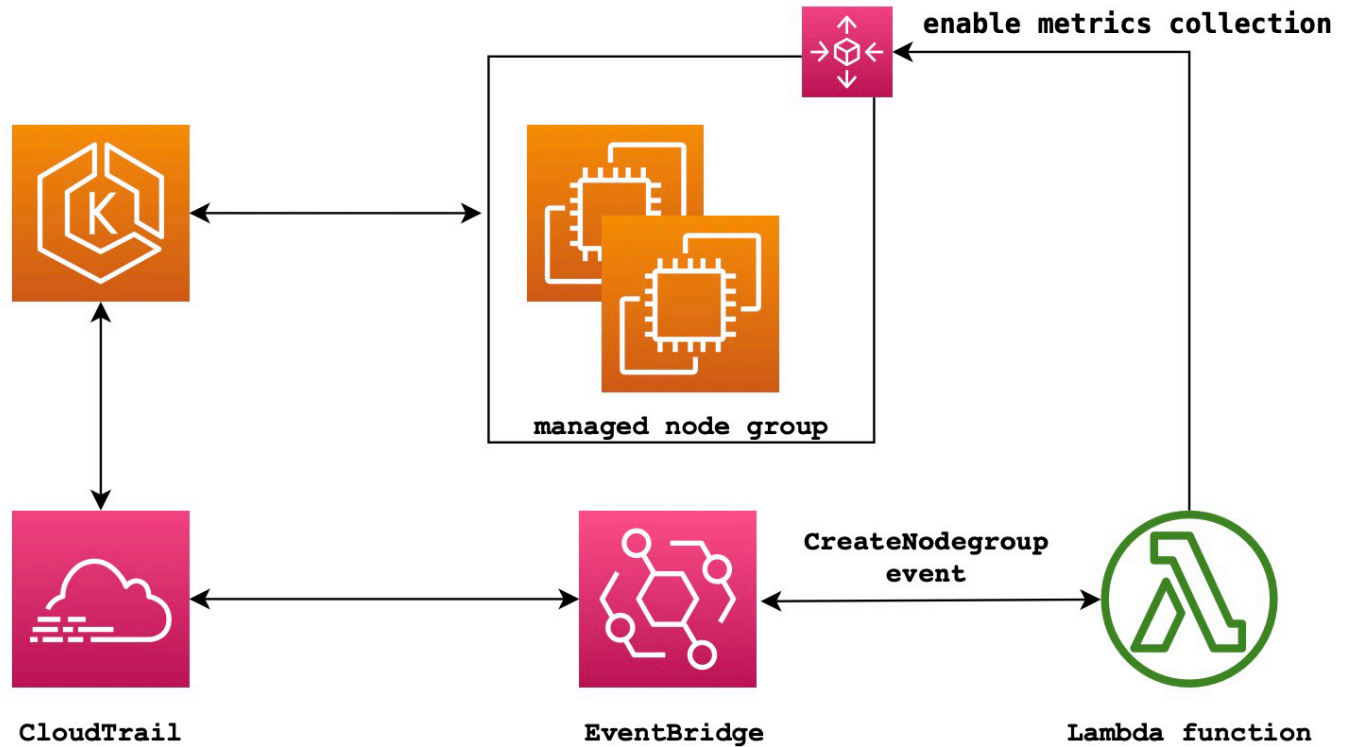 enable metrics collection
K
managed node group
CreateNodegroup
event
CloudTrail
EventBridge
Lambda function